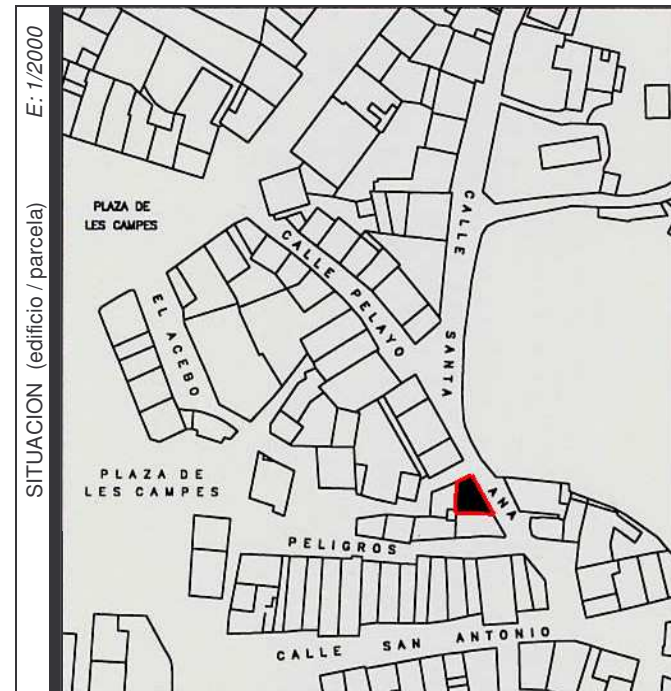 SITUACION (edificio / parcela) E: 1/2000
PLAZA DE
LES CAMPES
CALLE PELAYO
CALLE SANTA ANA
EL ACEBO
PLAZA DE
LES CAMPES
PELIGROS
CALLE SAN ANTONIO